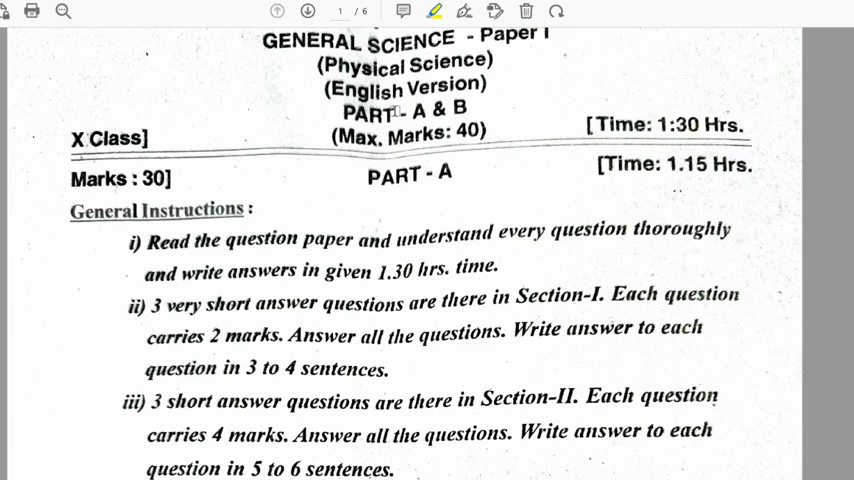 1 / 6
GENERAL SCIENCE - Paper I
(Physical Science)
(English Version)
PART - A & B
X Class] (Max. Marks: 40) [Time: 1:30 Hrs.
Marks : 30] PART - A [Time: 1.15 Hrs.
General Instructions :
i) Read the question paper and understand every question thoroughly
and write answers in given 1.30 hrs. time.
ii) 3 very short answer questions are there in Section-I. Each question
carries 2 marks. Answer all the questions. Write answer to each
question in 3 to 4 sentences.
iii) 3 short answer questions are there in Section-II. Each question
carries 4 marks. Answer all the questions. Write answer to each
question in 5 to 6 sentences.